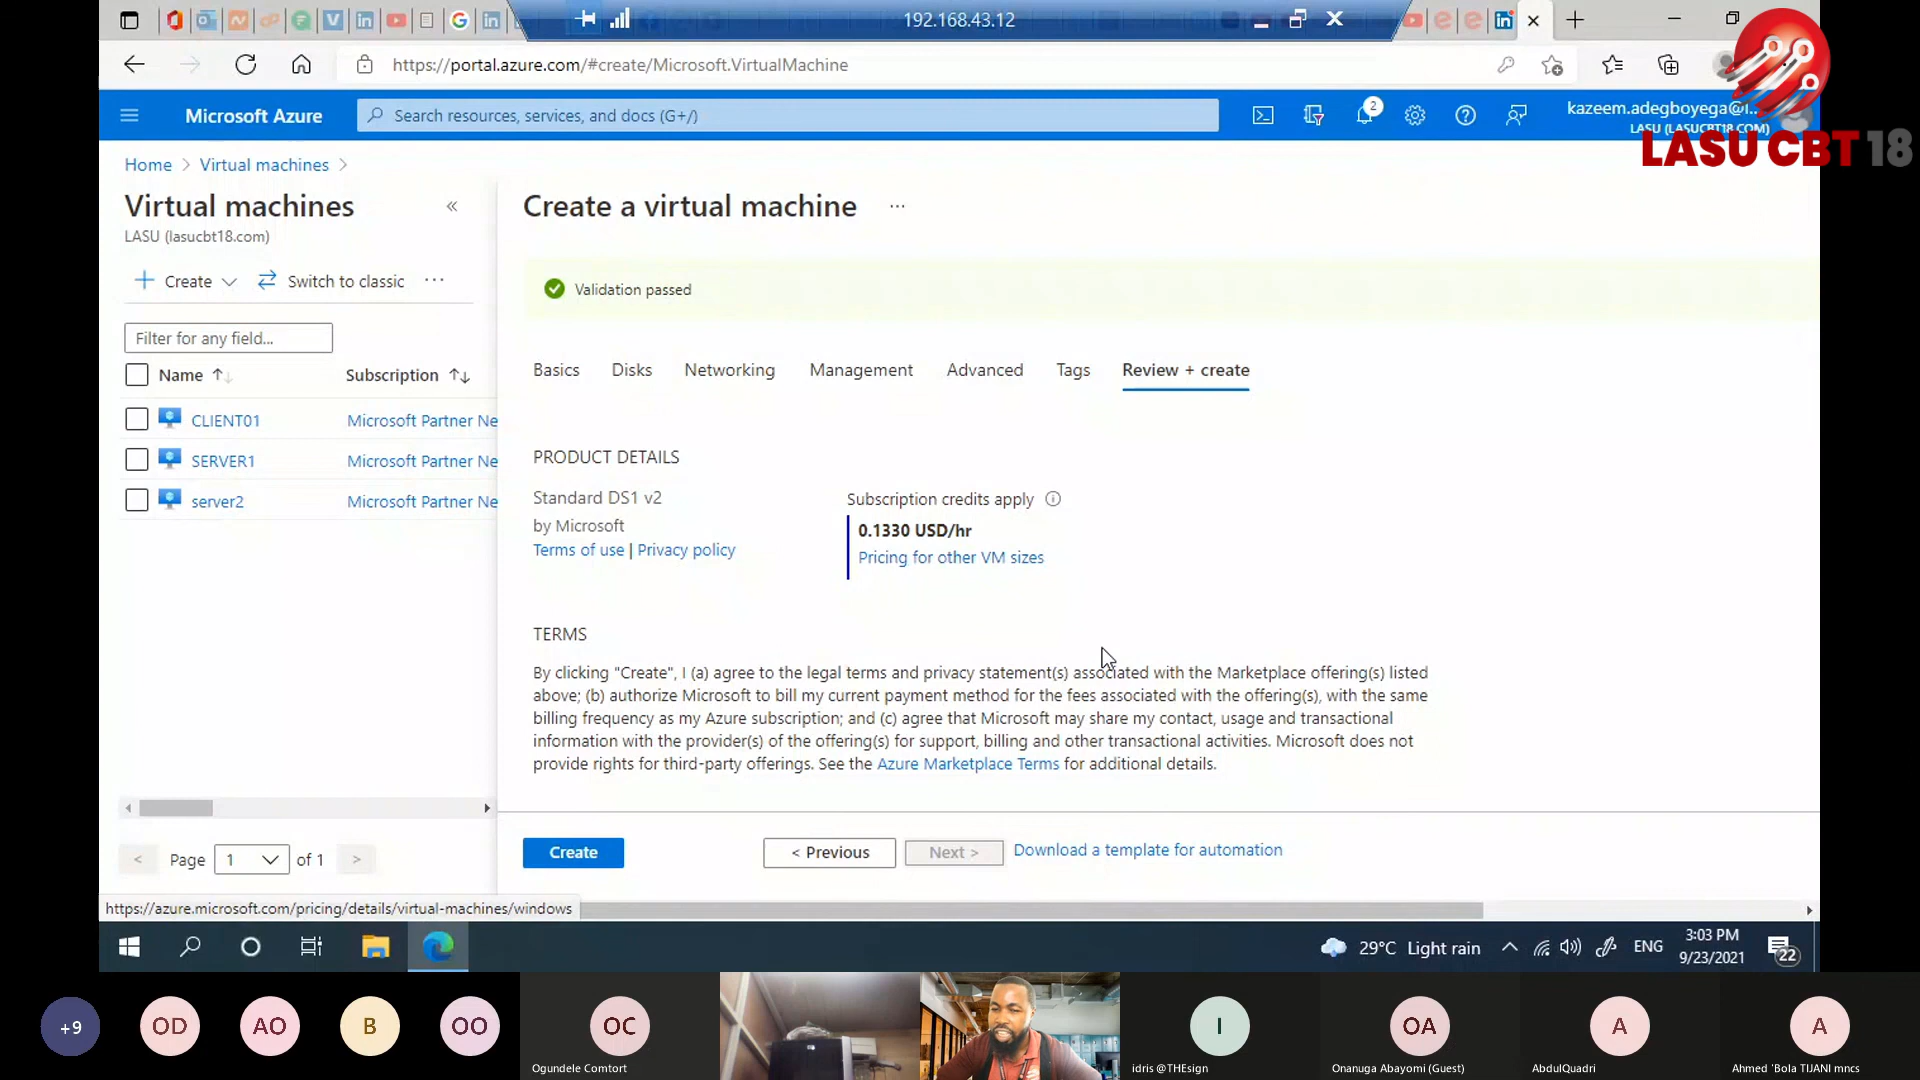 192.168.43.12
https://portal.azure.com/#create/Microsoft.VirtualMachine
Microsoft Azure
Search resources, services, and docs (G+/)
2
kazeem.adegboyega@l...
LASU (LASUCBT18.COM)
LASU CBT 18
Home > Virtual machines >
Virtual machines
«
LASU (lasucbt18.com)
Create
Switch to classic
...
Filter for any field...
Name
Subscription
CLIENT01
Microsoft Partner Ne
SERVER1
Microsoft Partner Ne
server2
Microsoft Partner Ne
< Page 1 of 1 >
Create a virtual machine
...
Validation passed
Basics Disks Networking Management Advanced Tags Review + create
PRODUCT DETAILS
Standard DS1 v2
by Microsoft
Terms of use | Privacy policy
Subscription credits apply
0.1330 USD/hr
Pricing for other VM sizes
TERMS
By clicking "Create", I (a) agree to the legal terms and privacy statement(s) associated with the Marketplace offering(s) listed
above; (b) authorize Microsoft to bill my current payment method for the fees associated with the offering(s), with the same
billing frequency as my Azure subscription; and (c) agree that Microsoft may share my contact, usage and transactional
information with the provider(s) of the offering(s) for support, billing and other transactional activities. Microsoft does not
provide rights for third-party offerings. See the Azure Marketplace Terms for additional details.
Create
< Previous
Next >
Download a template for automation
https://azure.microsoft.com/pricing/details/virtual-machines/windows
29°C Light rain
ENG
3:03 PM
9/23/2021
22
+9
OD
AO
B
OO
OC
Ogundele Comtort
I
idris @THEsign
OA
Onanuga Abayomi (Guest)
A
AbdulQuadri
A
Ahmed 'Bola TIJANI mncs